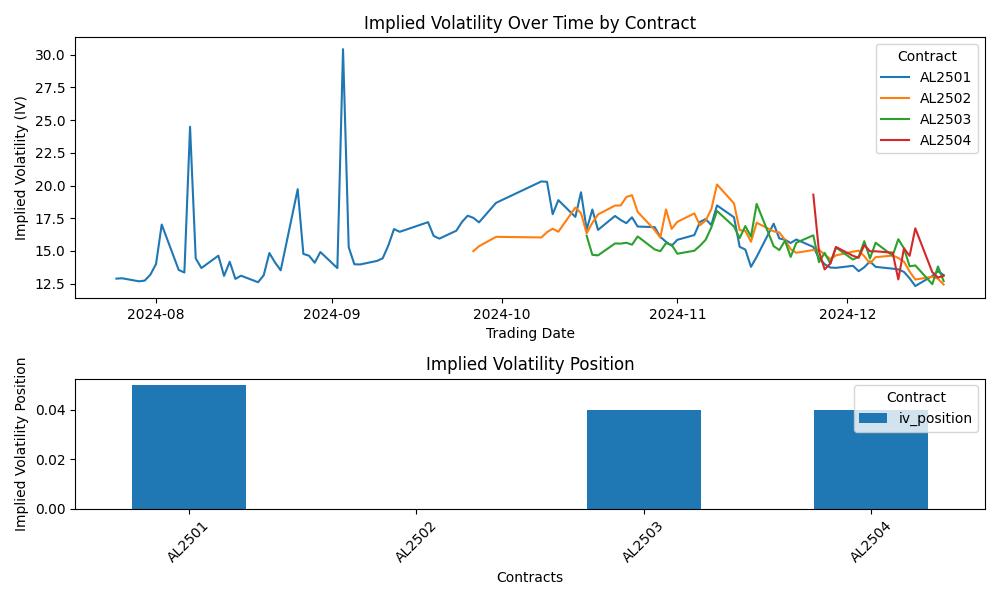 Implied Volatility Over Time by Contract
Implied Volatility (IV)
30.0
27.5
25.0
22.5
20.0
17.5
15.0
12.5
Contract
AL2501
AL2502
AL2503
AL2504
2024-08
2024-09
2024-10
2024-11
2024-12
Trading Date
Implied Volatility Position
Implied Volatility Position
0.04
0.02
0.00
Contract
iv_position
AL2501
AL2502
AL2503
AL2504
Contracts